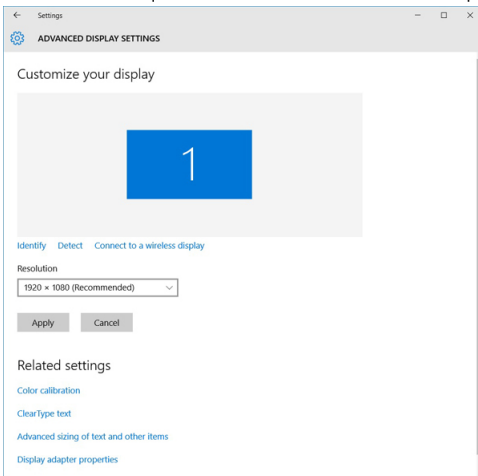 Settings
ADVANCED DISPLAY SETTINGS
Customize your display
1
Identify Detect Connect to a wireless display
Resolution
1920 × 1080 (Recommended)
Apply Cancel
Related settings
Color calibration
ClearType text
Advanced sizing of text and other items
Display adapter properties